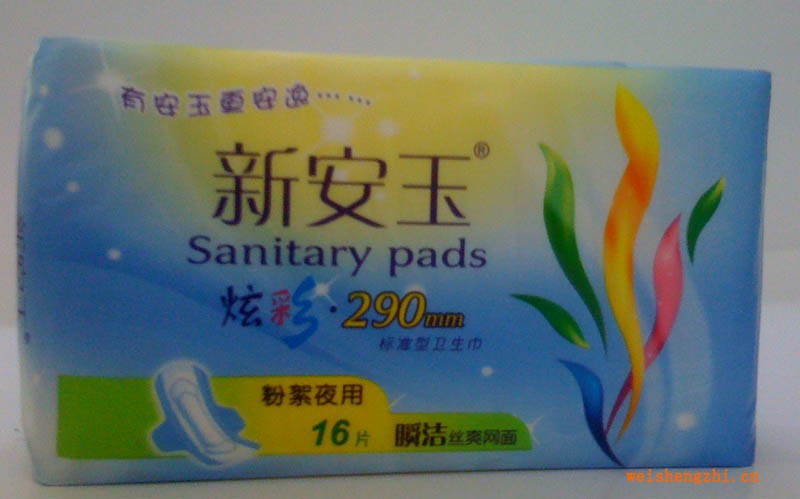 有安玉更安逸……
新安玉®
Sanitary pads
炫彩·290mm
标准型卫生巾
粉絮夜用
16片
瞬洁丝爽网面
weishengzhi.cn